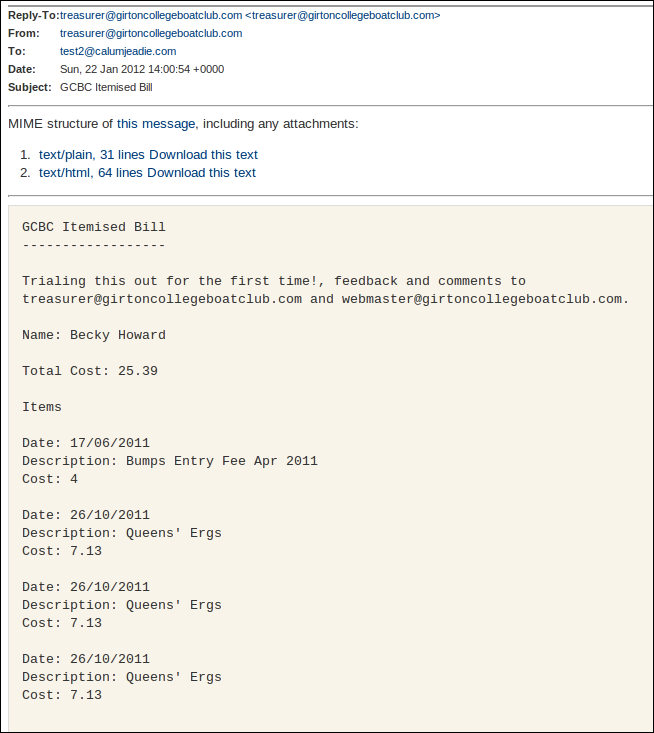 Reply-To:treasurer@girtoncollegeboatclub.com <treasurer@girtoncollegeboatclub.com>
From: treasurer@girtoncollegeboatclub.com
To: test2@calumjeadie.com
Date: Sun, 22 Jan 2012 14:00:54 +0000
Subject: GCBC Itemised Bill
MIME structure of this message, including any attachments:
1. text/plain, 31 lines Download this text
2. text/html, 64 lines Download this text
GCBC Itemised Bill
------------------
Trialing this out for the first time!, feedback and comments to
treasurer@girtoncollegeboatclub.com and webmaster@girtoncollegeboatclub.com.
Name: Becky Howard
Total Cost: 25.39
Items
Date: 17/06/2011
Description: Bumps Entry Fee Apr 2011
Cost: 4
Date: 26/10/2011
Description: Queens' Ergs
Cost: 7.13
Date: 26/10/2011
Description: Queens' Ergs
Cost: 7.13
Date: 26/10/2011
Description: Queens' Ergs
Cost: 7.13